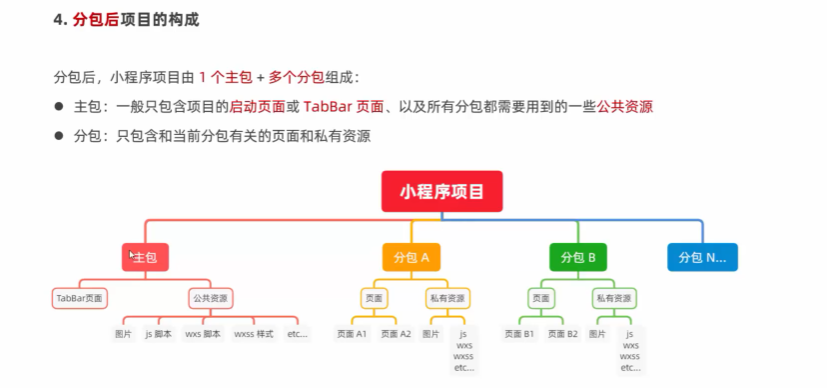 4. 分包后项目的构成
分包后，小程序项目由 1 个主包 + 多个分包组成：
● 主包：一般只包含项目的启动页面或 TabBar 页面、以及所有分包都需要用到的一些公共资源
● 分包：只包含和当前分包有关的页面和私有资源
小程序项目
主包
分包 A
分包 B
分包 N...
TabBar页面
公共资源
页面
私有资源
页面
私有资源
图片
js 脚本
wxs 脚本
wxss 样式
etc...
页面 A1
页面 A2
图片
js
wxs
wxss
etc...
页面 B1
页面 B2
图片
js
wxs
wxss
etc...